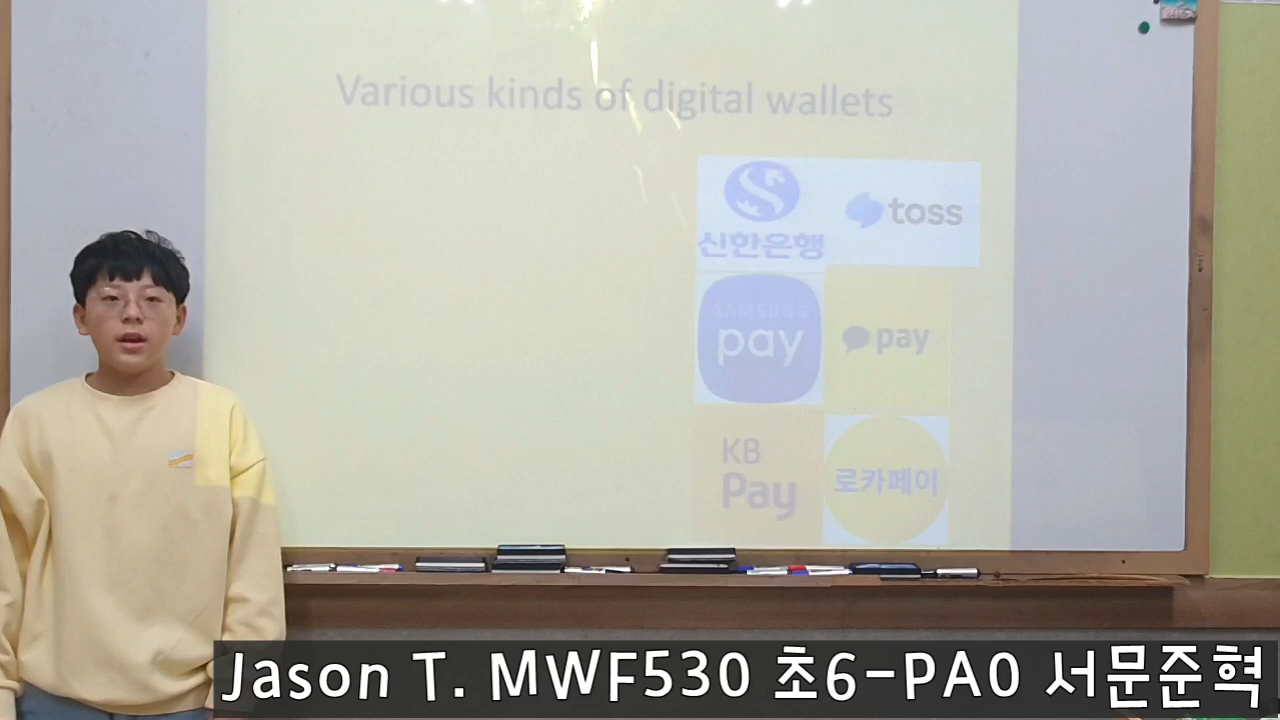 Various kinds of digital wallets
신한은행
toss
SAMSUNG
pay
pay
KB
Pay
로카페이
Jason T. MWF530 초6-PA0 서문준혁